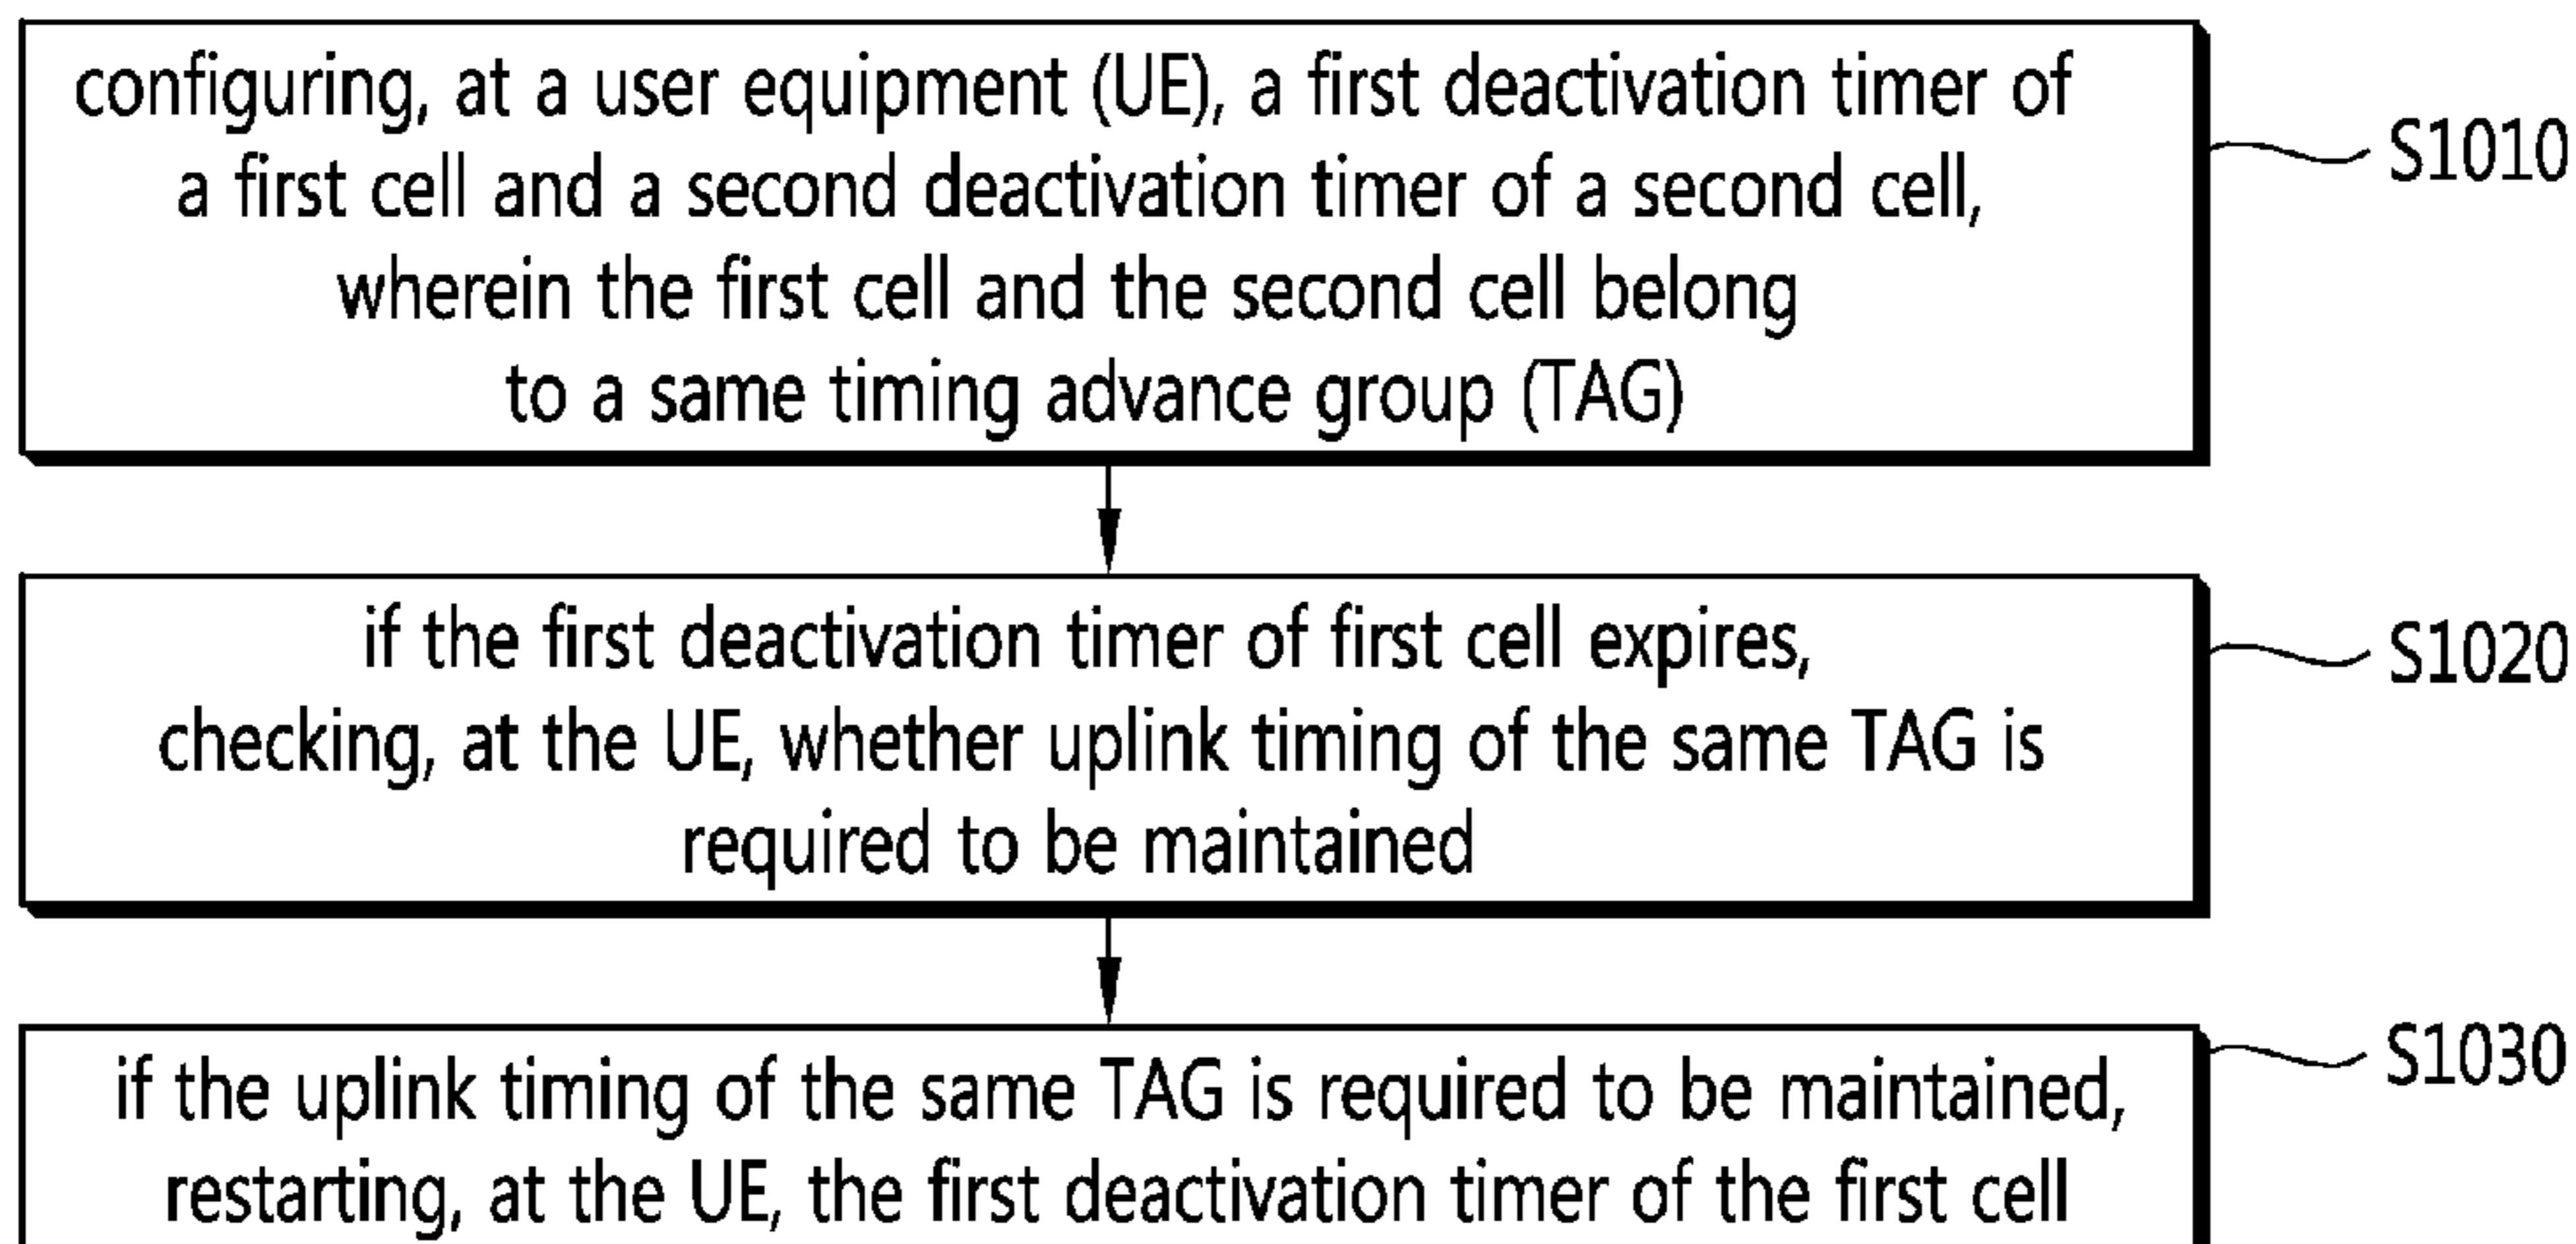 configuring, at a user equipment (UE), a first deactivation timer of
a first cell and a second deactivation timer of a second cell,
wherein the first cell and the second cell belong
to a same timing advance group (TAG)
S1010
if the first deactivation timer of first cell expires,
checking, at the UE, whether uplink timing of the same TAG is
required to be maintained
S1020
if the uplink timing of the same TAG is required to be maintained,
restarting, at the UE, the first deactivation timer of the first cell
S1030